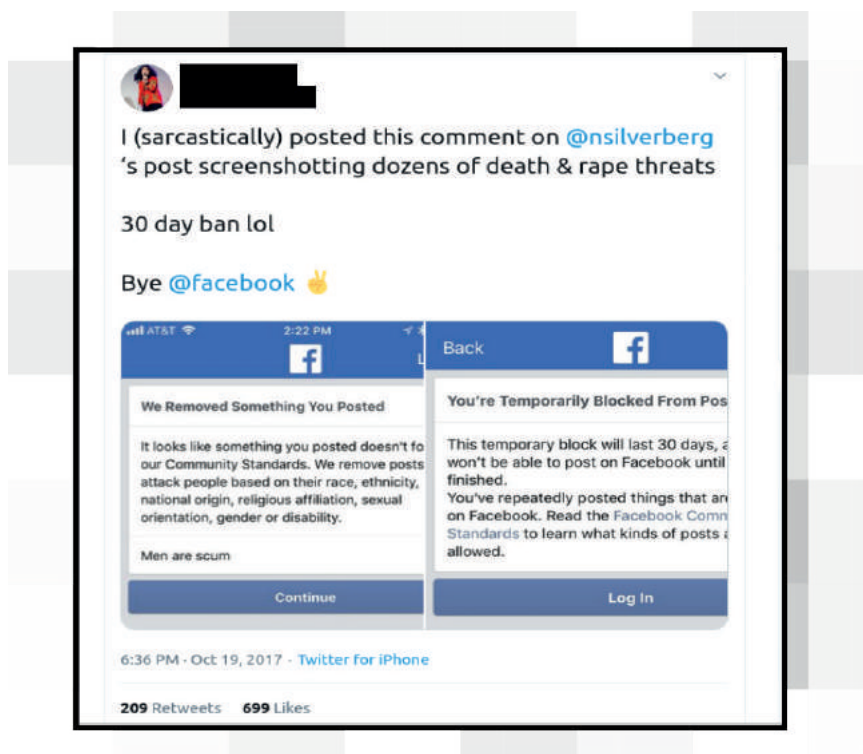 I (sarcastically) posted this comment on @nsilverberg
‘s post screenshotting dozens of death & rape threats
30 day ban lol
Bye @facebook ✌
AT&T 2:22 PM
We Removed Something You Posted
It looks like something you posted doesn't fo
our Community Standards. We remove posts
attack people based on their race, ethnicity,
national origin, religious affiliation, sexual
orientation, gender or disability.
Men are scum
Continue
Back
You're Temporarily Blocked From Pos
This temporary block will last 30 days, a
won't be able to post on Facebook until
finished.
You've repeatedly posted things that are
on Facebook. Read the Facebook Comm
Standards to learn what kinds of posts a
allowed.
Log In
6:36 PM · Oct 19, 2017 · Twitter for iPhone
209 Retweets 699 Likes